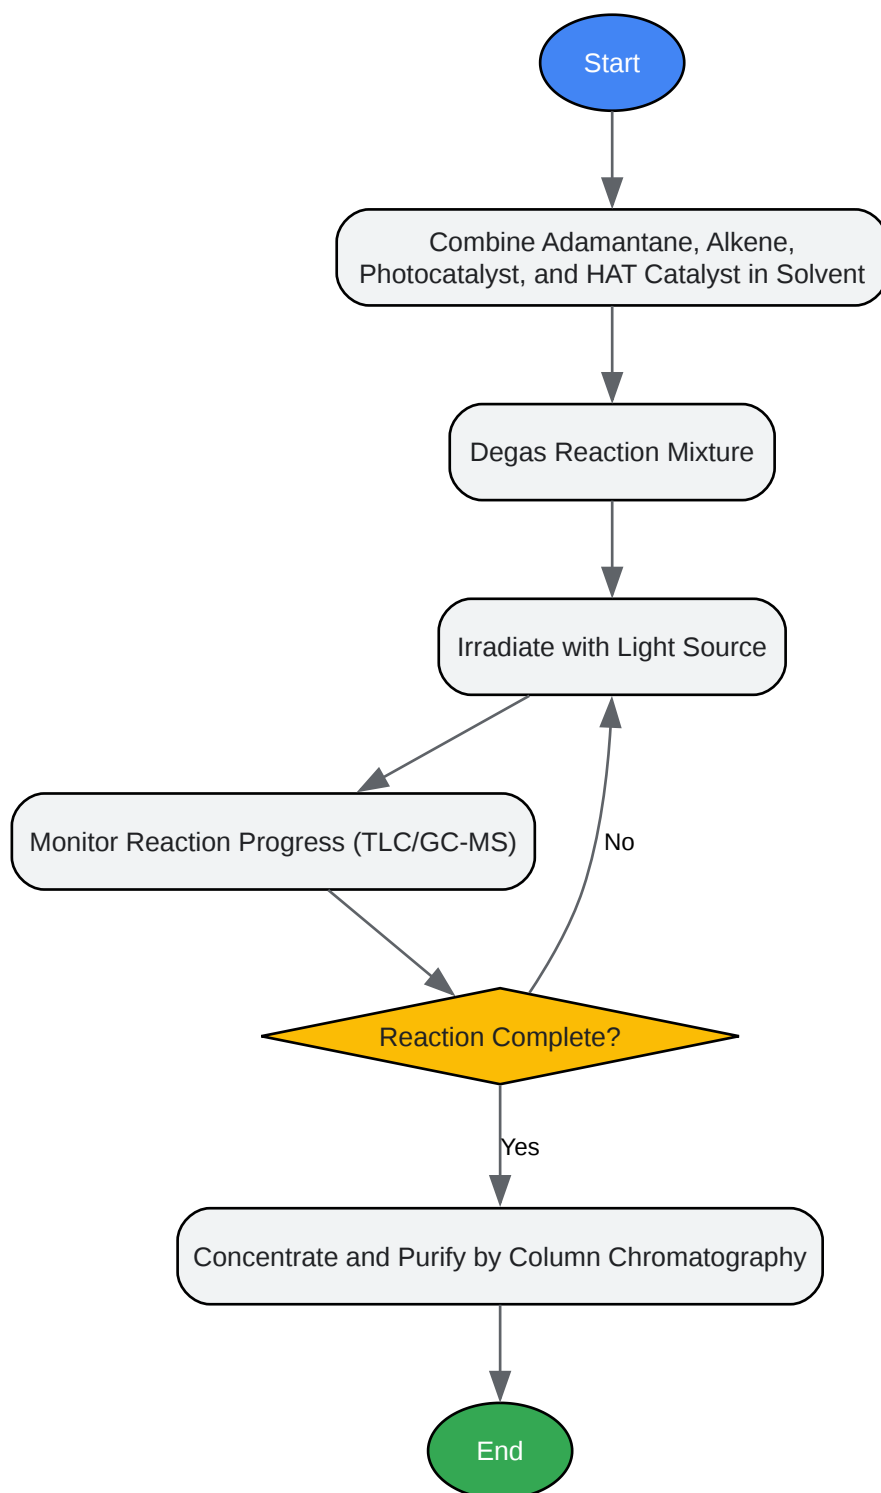 Start
Combine Adamantane, Alkene,
Photocatalyst, and HAT Catalyst in Solvent
Degas Reaction Mixture
Irradiate with Light Source
Monitor Reaction Progress (TLC/GC-MS)
No
Reaction Complete?
Yes
Concentrate and Purify by Column Chromatography
End